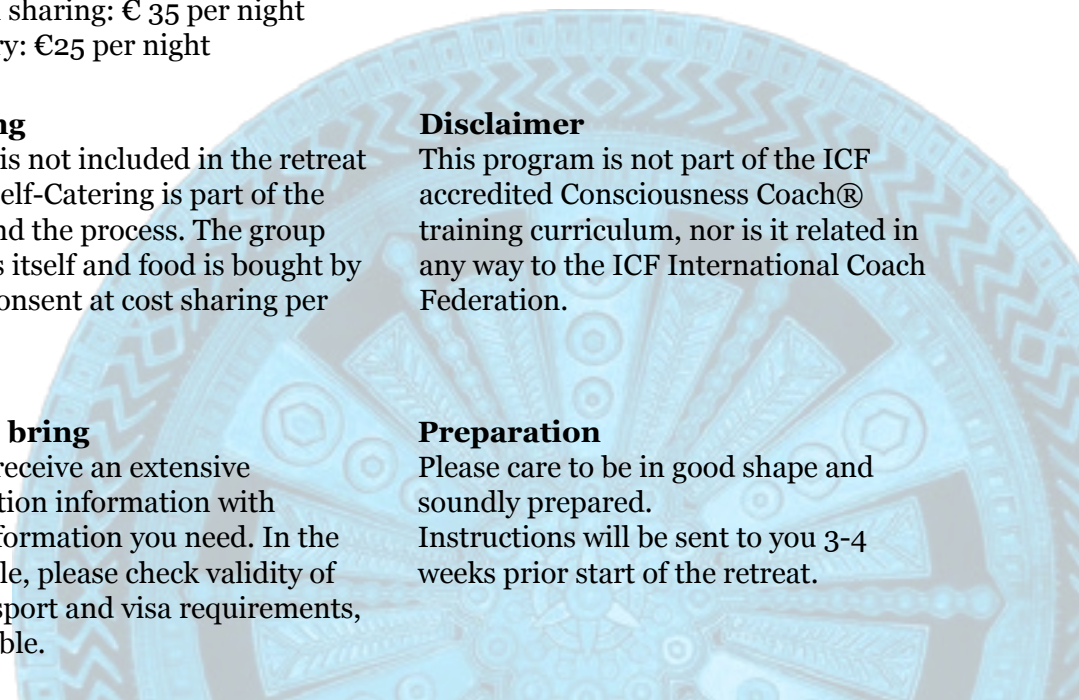 sharing: € 35 per night
ry: €25 per night
ng
is not included in the retreat
elf-Catering is part of the
nd the process. The group
s itself and food is bought by
onsent at cost sharing per
bring
receive an extensive
tion information with
formation you need. In the
le, please check validity of
sport and visa requirements,
ble.
Disclaimer
This program is not part of the ICF
accredited Consciousness Coach®
training curriculum, nor is it related in
any way to the ICF International Coach
Federation.
Preparation
Please care to be in good shape and
soundly prepared.
Instructions will be sent to you 3-4
weeks prior start of the retreat.